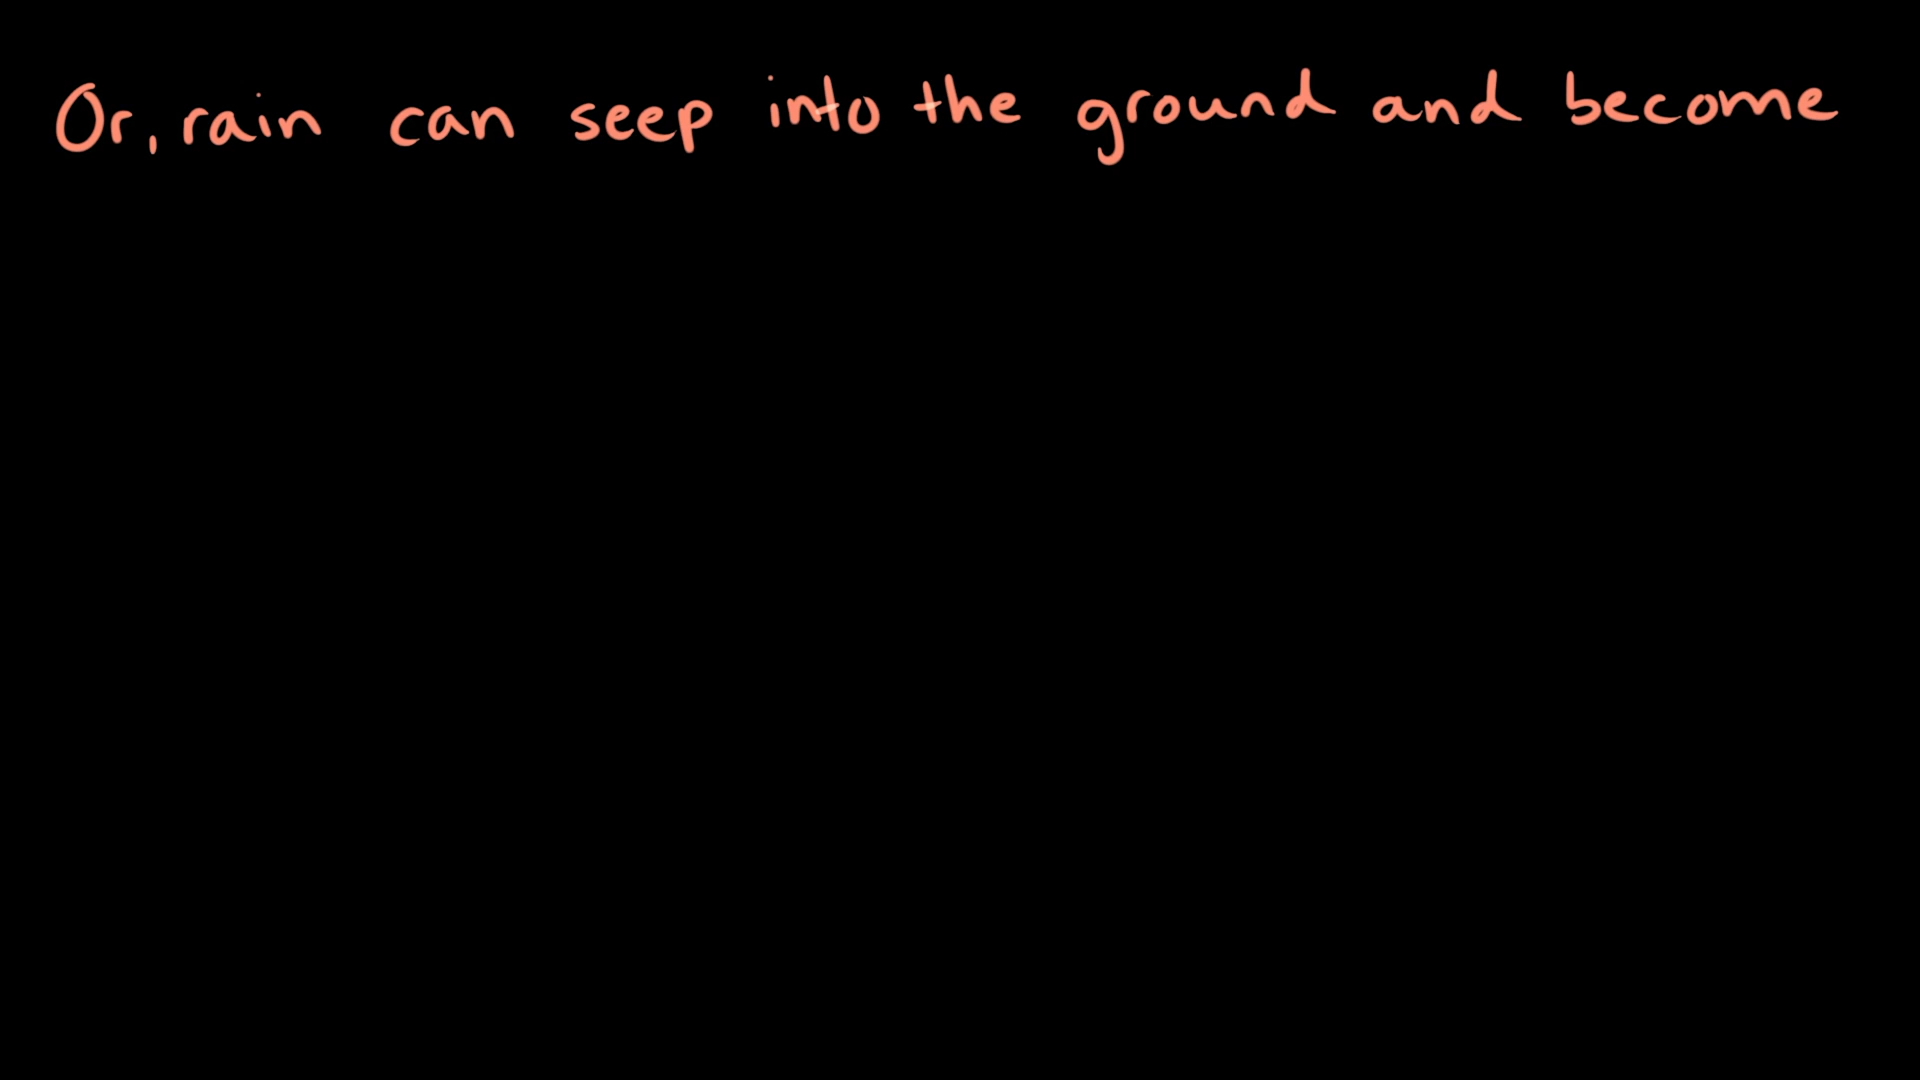 Or, rain can seep into the ground and become